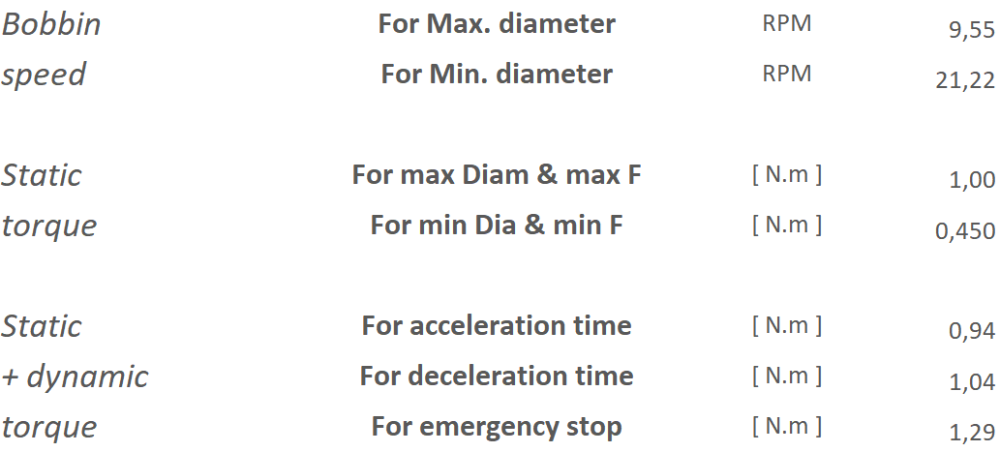 Bobbin For Max. diameter RPM 9,55
speed For Min. diameter RPM 21,22
Static For max Diam & max F [ N.m ] 1,00
torque For min Dia & min F [ N.m ] 0,450
Static For acceleration time [ N.m ] 0,94
+ dynamic For deceleration time [ N.m ] 1,04
torque For emergency stop [ N.m ] 1,29